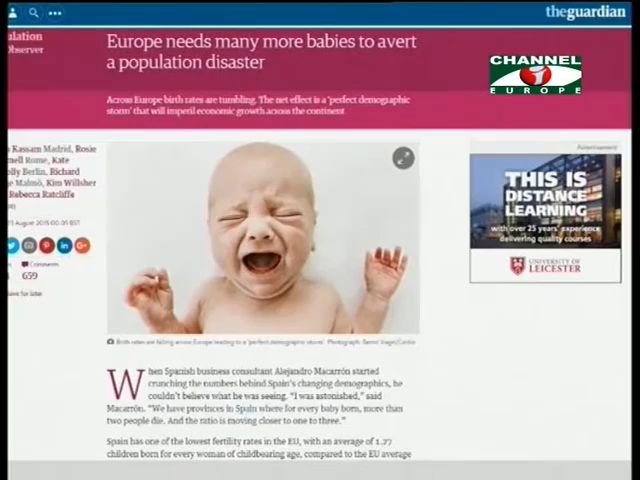 theguardian
ulation
Observer
Europe needs many more babies to avert
a population disaster
CHANNEL
i
EUROPE
Across Europe birth rates are tumbling. The net effect is a 'perfect demographic
storm' that will imperil economic growth across the continent
Kassam Madrid, Rosie
Rome, Kate
Berlin, Richard
Malmö, Kim Willsher
Rebecca Ratcliffe
August 2015 00.05 BST
Comments
659
Save for later
Advertisement
THIS IS
DISTANCE
LEARNING
with over 25 years' experience
delivering quality courses
UNIVERSITY OF
LEICESTER
Birth rates are falling across Europe leading to a 'perfect demographic storm'. Photograph:
When Spanish business consultant Alejandro Macarrón started
crunching the numbers behind Spain's changing demographics, he
couldn't believe what he was seeing. "I was astonished," said
Macarrón. "We have provinces in Spain where for every baby born, more than
two people die. And the ratio is moving closer to one to three."
Spain has one of the lowest fertility rates in the EU, with an average of 1.27
children born for every woman of childbearing age, compared to the EU average